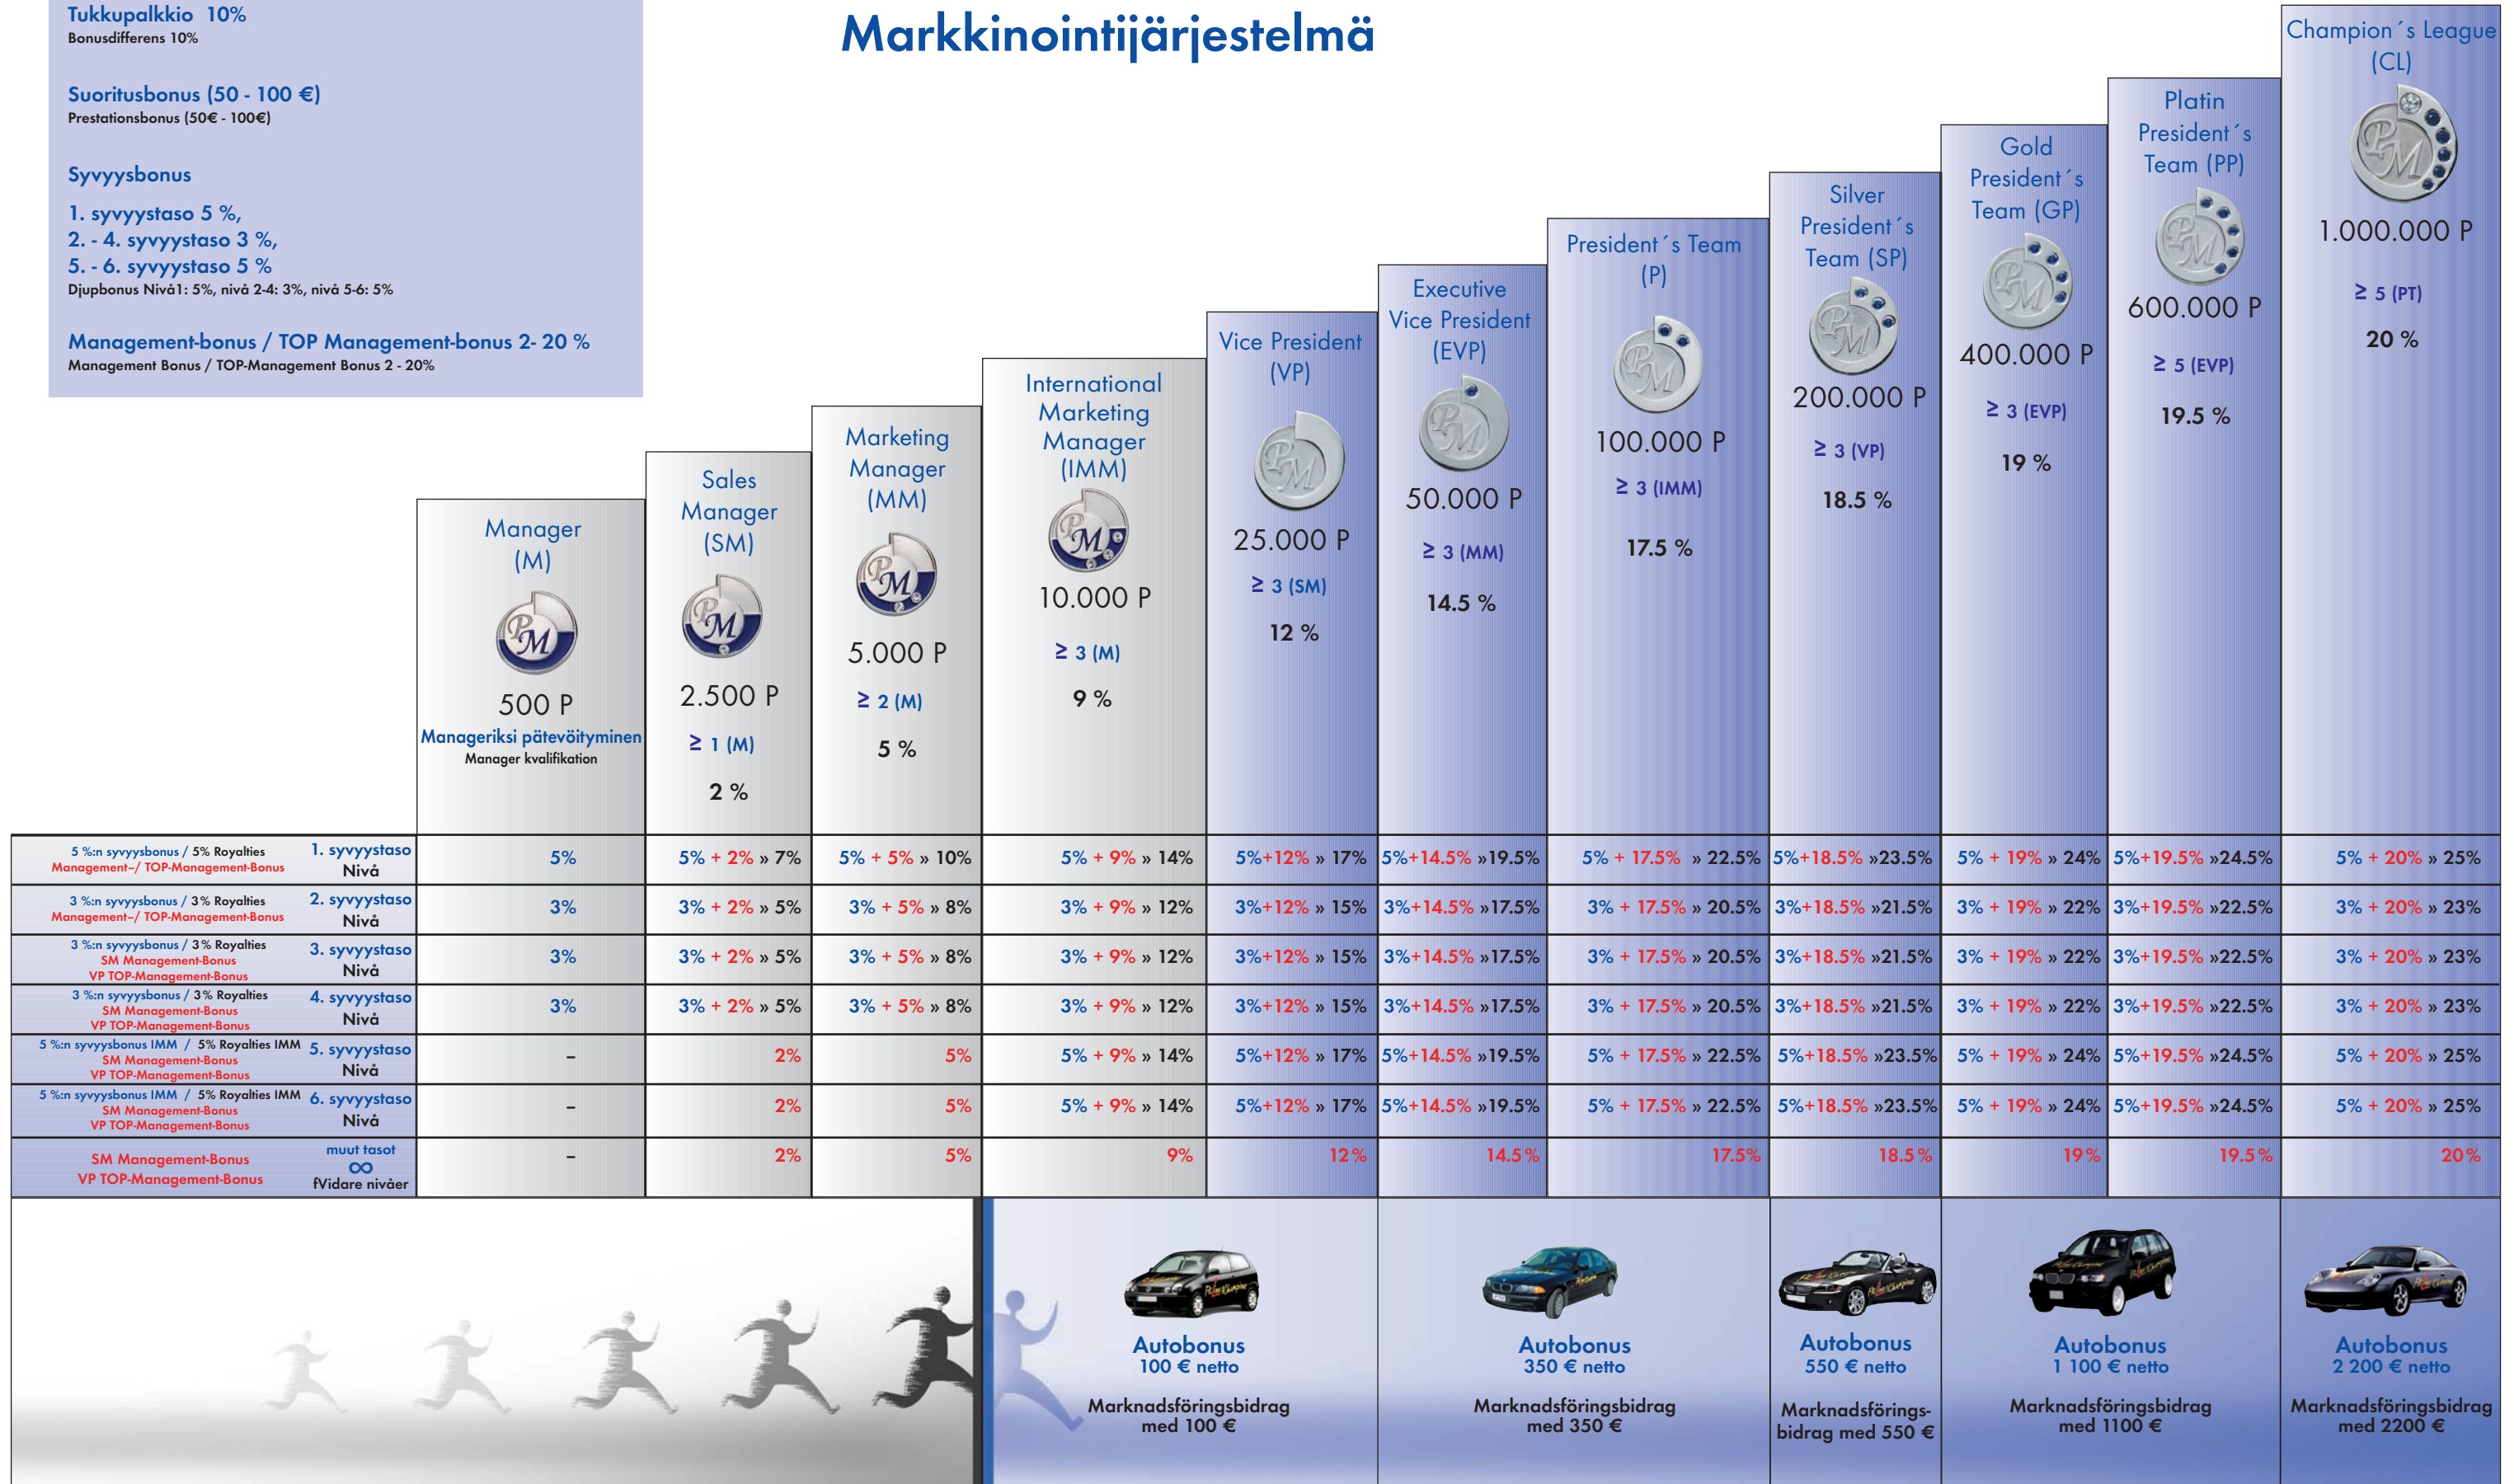 Tukkupalkkio 10%
Bonusdifferens 10%
Suoritusbonus (50 - 100 €)
Prestationsbonus (50€ - 100€)
Syvyysbonus
1. syvyystaso 5 %,
2. - 4. syvyystaso 3 %,
5. - 6. syvyystaso 5 %
Djupbonus Nivå1: 5%, nivå 2-4: 3%, nivå 5-6: 5%
Management-bonus / TOP Management-bonus 2- 20 %
Management Bonus / TOP-Management Bonus 2 - 20%
Markkinointijärjestelmä
Manager
(M)
PM
500 P
Manageriksi pätevöityminen
Manager kvalifikation
Sales
Manager
(SM)
PM
2.500 P
≥ 1 (M)
2 %
Marketing
Manager
(MM)
PM
5.000 P
≥ 2 (M)
5 %
International
Marketing
Manager
(IMM)
PM
10.000 P
≥ 3 (M)
9 %
Vice President
(VP)
PM
25.000 P
≥ 3 (SM)
12 %
Executive
Vice President
(EVP)
PM
50.000 P
≥ 3 (MM)
14.5 %
President´s Team
(P)
PM
100.000 P
≥ 3 (IMM)
17.5 %
Silver
President´s
Team (SP)
PM
200.000 P
≥ 3 (VP)
18.5 %
Gold
President´s
Team (GP)
PM
400.000 P
≥ 3 (EVP)
19 %
Platin
President´s
Team (PP)
PM
600.000 P
≥ 5 (EVP)
19.5 %
Champion´s League
(CL)
PM
1.000.000 P
≥ 5 (PT)
20 %
5 %:n syvyysbonus / 5% Royalties
Management–/ TOP-Management-Bonus
1. syvyystaso
Nivå
5% 5% + 2% » 7% 5% + 5% » 10% 5% + 9% » 14% 5%+12% » 17% 5%+14.5% »19.5% 5% + 17.5% » 22.5% 5%+18.5% »23.5% 5% + 19% » 24% 5%+19.5% »24.5% 5% + 20% » 25%
3 %:n syvyysbonus / 3% Royalties
Management–/ TOP-Management-Bonus
2. syvyystaso
Nivå
3% 3% + 2% » 5% 3% + 5% » 8% 3% + 9% » 12% 3%+12% » 15% 3%+14.5% »17.5% 3% + 17.5% » 20.5% 3%+18.5% »21.5% 3% + 19% » 22% 3%+19.5% »22.5% 3% + 20% » 23%
3 %:n syvyysbonus / 3% Royalties
SM Management-Bonus
VP TOP-Management-Bonus
3. syvyystaso
Nivå
3% 3% + 2% » 5% 3% + 5% » 8% 3% + 9% » 12% 3%+12% » 15% 3%+14.5% »17.5% 3% + 17.5% » 20.5% 3%+18.5% »21.5% 3% + 19% » 22% 3%+19.5% »22.5% 3% + 20% » 23%
3 %:n syvyysbonus / 3% Royalties
SM Management-Bonus
VP TOP-Management-Bonus
4. syvyystaso
Nivå
3% 3% + 2% » 5% 3% + 5% » 8% 3% + 9% » 12% 3%+12% » 15% 3%+14.5% »17.5% 3% + 17.5% » 20.5% 3%+18.5% »21.5% 3% + 19% » 22% 3%+19.5% »22.5% 3% + 20% » 23%
5 %:n syvyysbonus IMM / 5% Royalties IMM
SM Management-Bonus
VP TOP-Management-Bonus
5. syvyystaso
Nivå
– 2% 5% 5% + 9% » 14% 5%+12% » 17% 5%+14.5% »19.5% 5% + 17.5% » 22.5% 5%+18.5% »23.5% 5% + 19% » 24% 5%+19.5% »24.5% 5% + 20% » 25%
5 %:n syvyysbonus IMM / 5% Royalties IMM
SM Management-Bonus
VP TOP-Management-Bonus
6. syvyystaso
Nivå
– 2% 5% 5% + 9% » 14% 5%+12% » 17% 5%+14.5% »19.5% 5% + 17.5% » 22.5% 5%+18.5% »23.5% 5% + 19% » 24% 5%+19.5% »24.5% 5% + 20% » 25%
SM Management-Bonus
VP TOP-Management-Bonus
muut tasot
∞
fVidare nivåer
– 2% 5% 9% 12% 14.5% 17.5% 18.5% 19% 19.5% 20%
Autobonus
100 € netto
Marknadsföringsbidrag
med 100 €
Autobonus
350 € netto
Marknadsföringsbidrag
med 350 €
Autobonus
550 € netto
Marknadsförings-
bidrag med 550 €
Autobonus
1 100 € netto
Marknadsföringsbidrag
med 1100 €
Autobonus
2 200 € netto
Marknadsföringsbidrag
med 2200 €